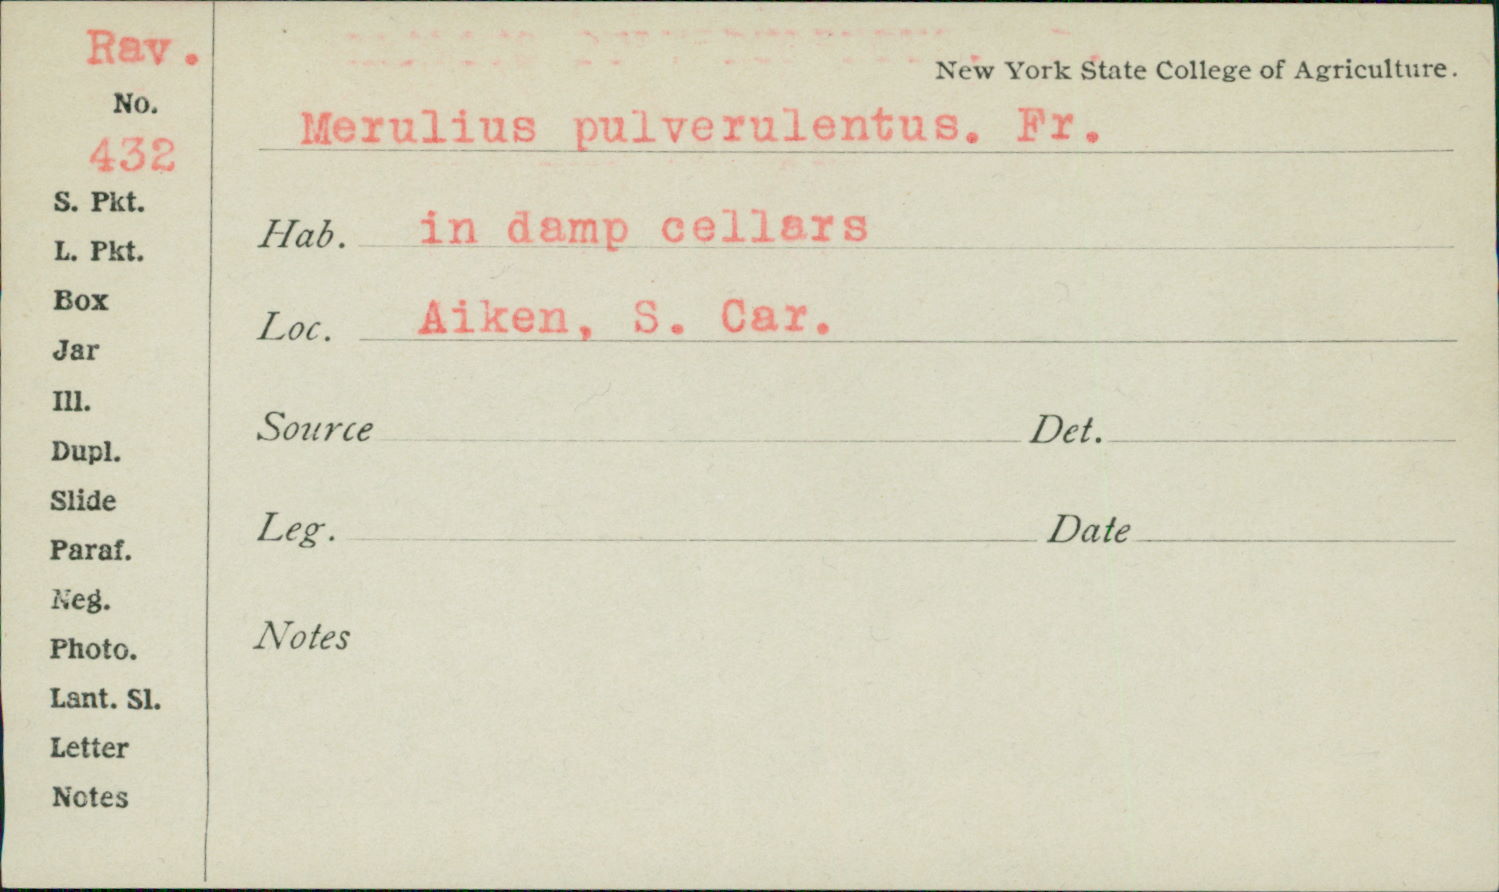 Rav.
No.
432
S. Pkt.
L. Pkt.
Box
Jar
Ill.
Dupl.
Slide
Paraf.
Neg.
Photo.
Lant. Sl.
Letter
Notes
New York State College of Agriculture.
Merulius pulverulentus. Fr.
Hab. in damp cellars
Loc. Aiken, S. Car.
Source Det.
Leg. Date
Notes